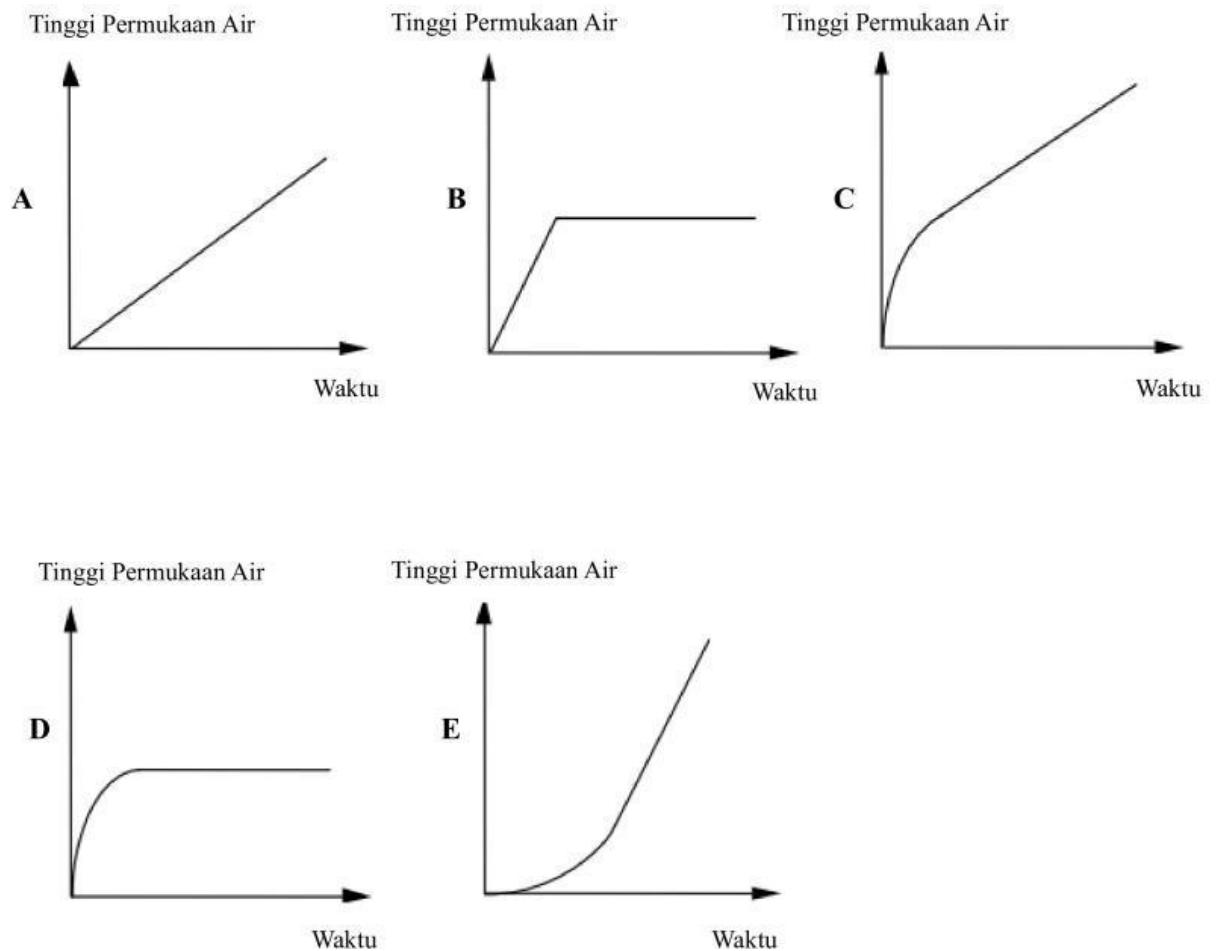 Tinggi Permukaan Air
A
Waktu
Tinggi Permukaan Air
B
Waktu
Tinggi Permukaan Air
C
Waktu
Tinggi Permukaan Air
D
Waktu
Tinggi Permukaan Air
E
Waktu